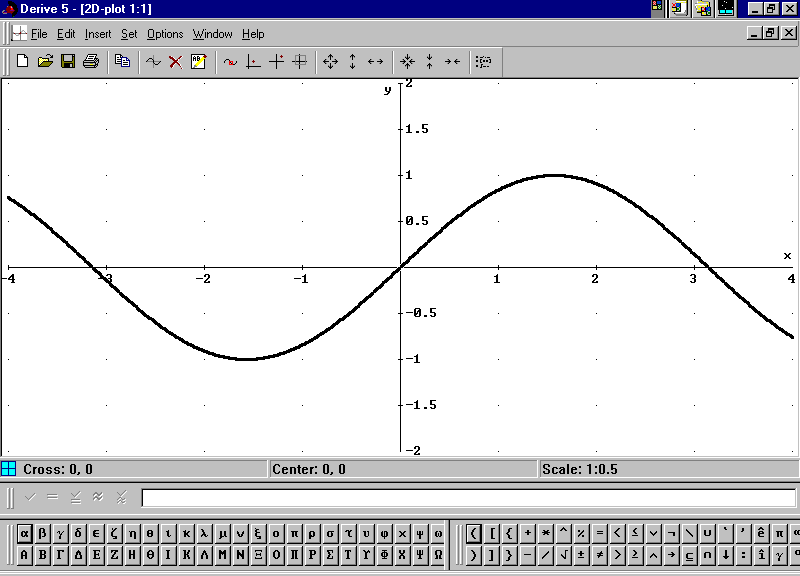 Derive 5 - [2D-plot 1:1]
File Edit Insert Set Options Window Help
y
2
1.5
1
0.5
x
-4 -3 -2 -1 1 2 3 4
-0.5
-1
-1.5
-2
Cross: 0, 0 Center: 0, 0 Scale: 1:0.5
α β γ δ ε ζ η θ ι κ λ μ ν ξ ο π ρ σ τ υ φ χ ψ ω ( [ { + * ^ % = < ≤ ∨ ¬ \ ∪ ` ' ê π ∞
Α Β Γ Δ Ε Ζ Η Θ Ι Κ Λ Μ Ν Ξ Ο Π Ρ Σ Τ Υ Φ Χ Ψ Ω ) ] } - / √ ± ≠ > ≥ ∧ → ⊆ ∩ ↓ : î γ °